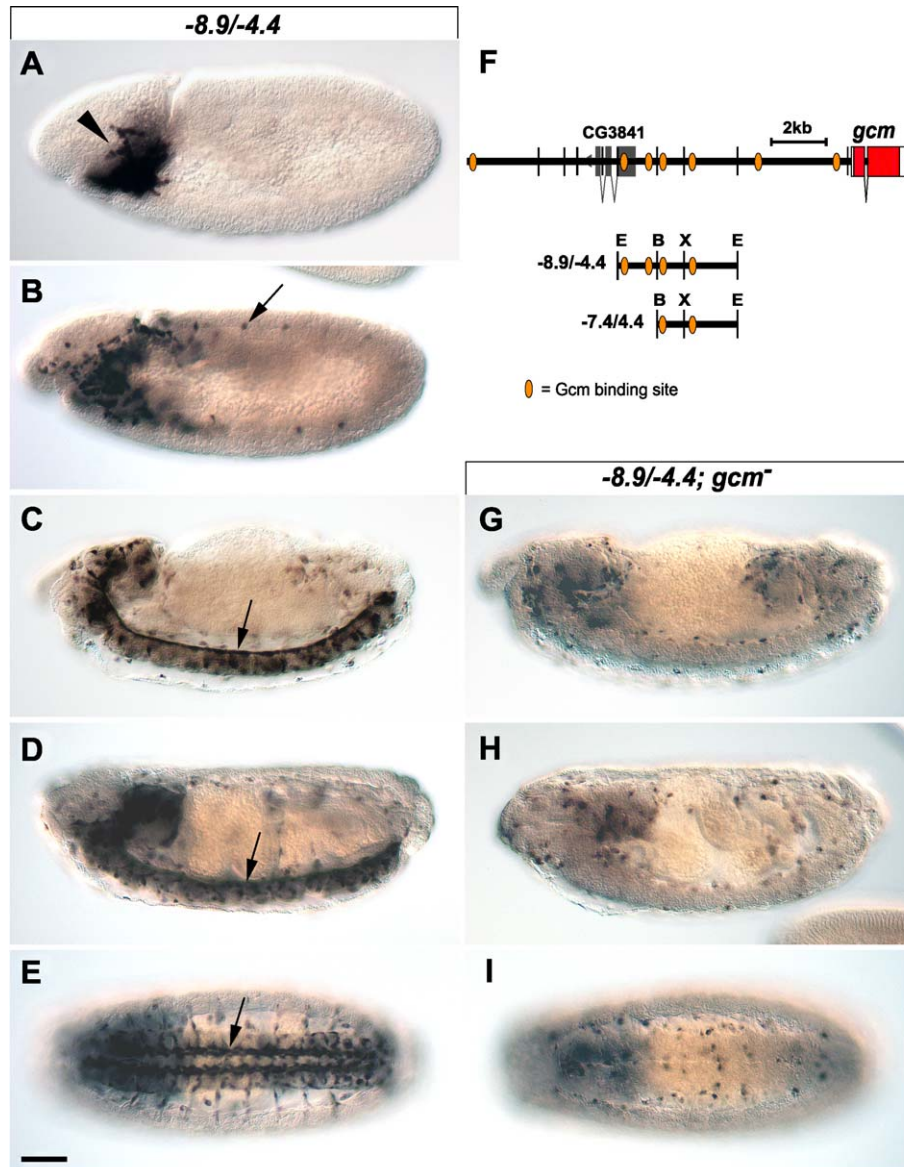 -8.9/-4.4
A
B
C
D
E
F
2kb
CG3841
gcm
E B X E
-8.9/-4.4
B X E
-7.4/4.4
= Gcm binding site
-8.9/-4.4; gcm-
G
H
I